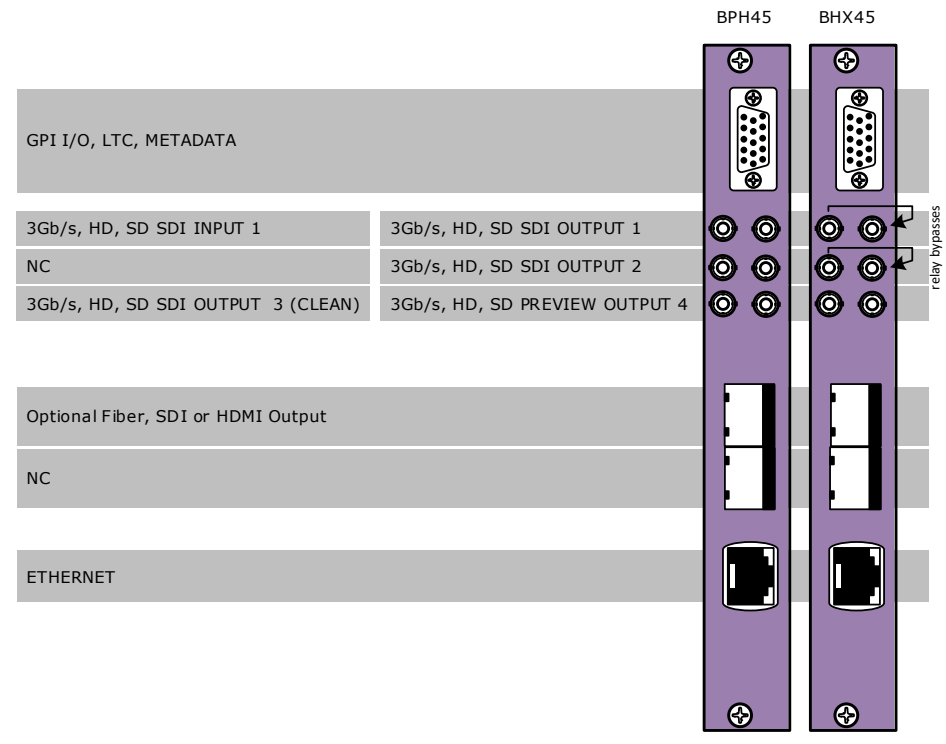 BPH45 BHX45
GPI I/O, LTC, METADATA
3Gb/s, HD, SD SDI INPUT 1
3Gb/s, HD, SD SDI OUTPUT 1
NC
3Gb/s, HD, SD SDI OUTPUT 2
3Gb/s, HD, SD SDI OUTPUT 3 (CLEAN)
3Gb/s, HD, SD PREVIEW OUTPUT 4
relay bypasses
Optional Fiber, SDI or HDMI Output
NC
ETHERNET